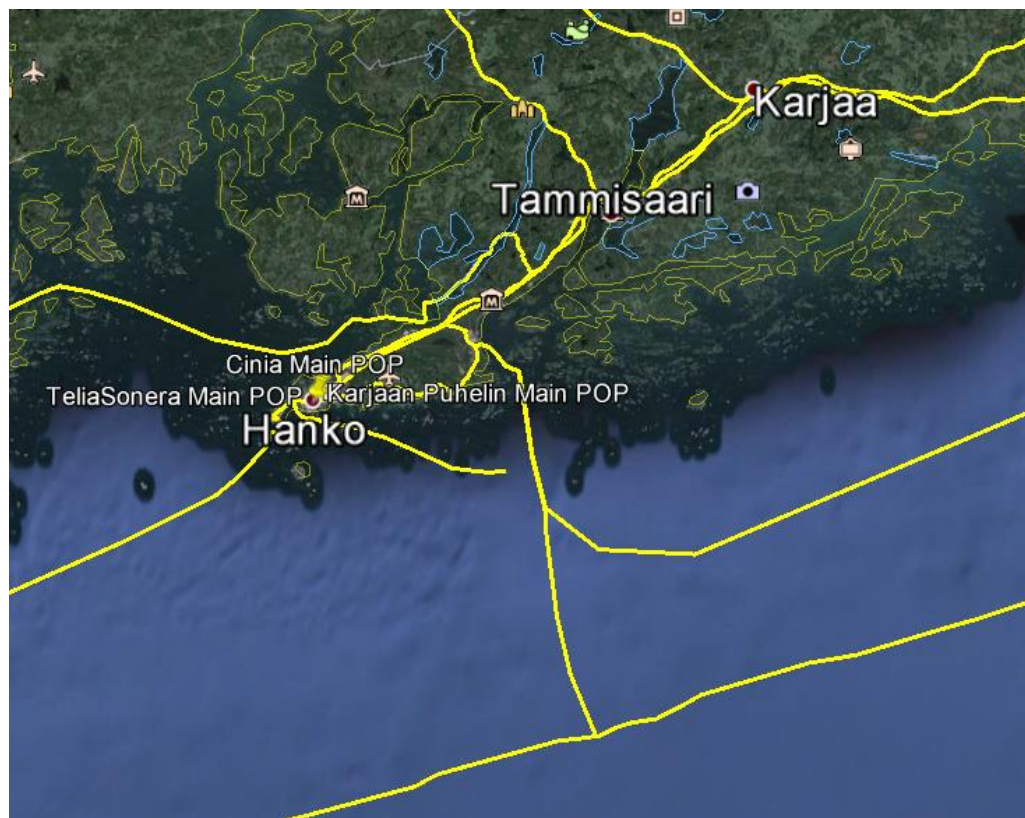 Karjaa
Tammisaari
Cinia Main POP
TeliaSonera Main POP
Karjaan Puhelin Main POP
Hanko